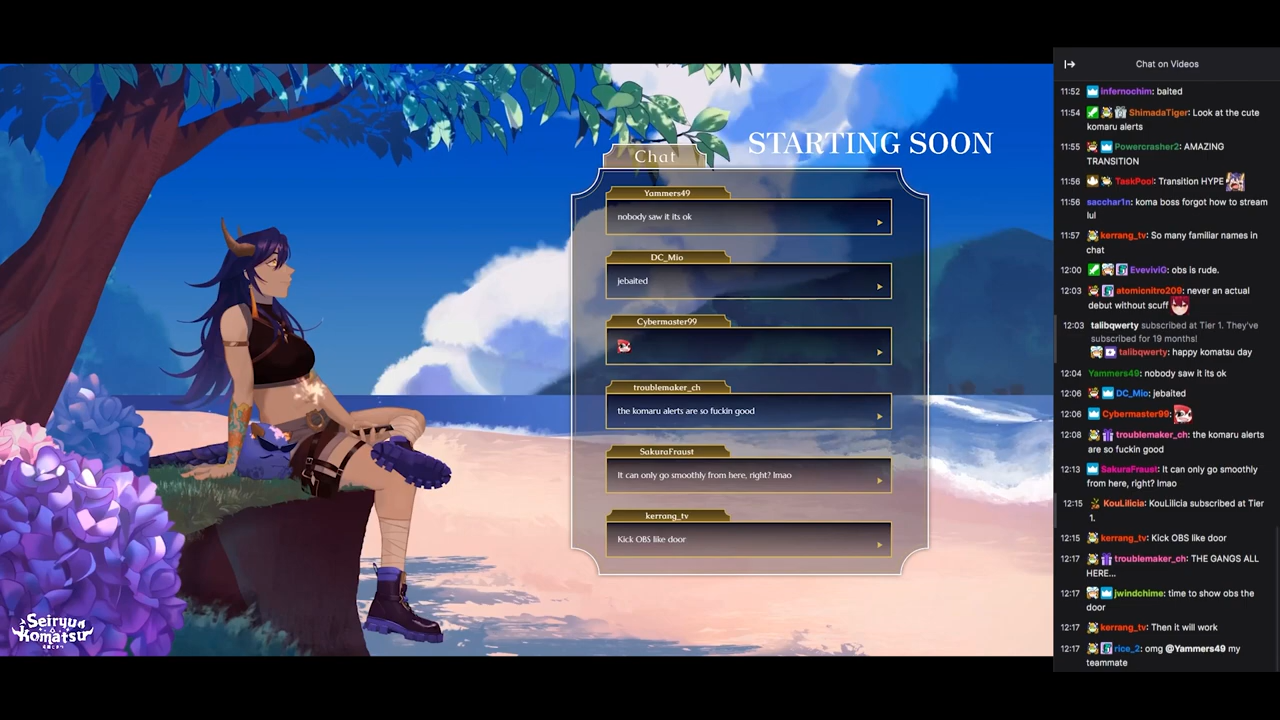 STARTING SOON
Chat
Yammers49
nobody saw it its ok
DC_Mio
jebaited
Cybermaster99
troublemaker_ch
the komaru alerts are so fuckin good
SakuraFraust
It can only go smoothly from here, right? lmao
kerrang_tv
Kick OBS like door
Seiryu
Komatsu
Chat on Videos
11:52 infernochim: baited
11:54 ShimadaTiger: Look at the cute
komaru alerts
11:55 Powercrasher2: AMAZING
TRANSITION
11:56 TaskPool: Transition HYPE
11:56 sacchar1n: koma boss forgot how to stream
lul
11:57 kerrang_tv: So many familiar names in
chat
12:00 EveviviG: obs is rude.
12:03 atomicnitro209: never an actual
debut without scuff
12:03 talibqwerty subscribed at Tier 1. They've
subscribed for 19 months!
talibqwerty: happy komatsu day
12:04 Yammers49: nobody saw it its ok
12:06 DC_Mio: jebaited
12:06 Cybermaster99:
12:08 troublemaker_ch: the komaru alerts
are so fuckin good
12:13 SakuraFraust: It can only go smoothly
from here, right? lmao
12:15 KouLilicia: KouLilicia subscribed at Tier
1.
12:15 kerrang_tv: Kick OBS like door
12:17 troublemaker_ch: THE GANGS ALL
HERE...
12:17 jwindchime: time to show obs the
door
12:17 kerrang_tv: Then it will work
12:17 rice_2: omg @Yammers49 my
teammate